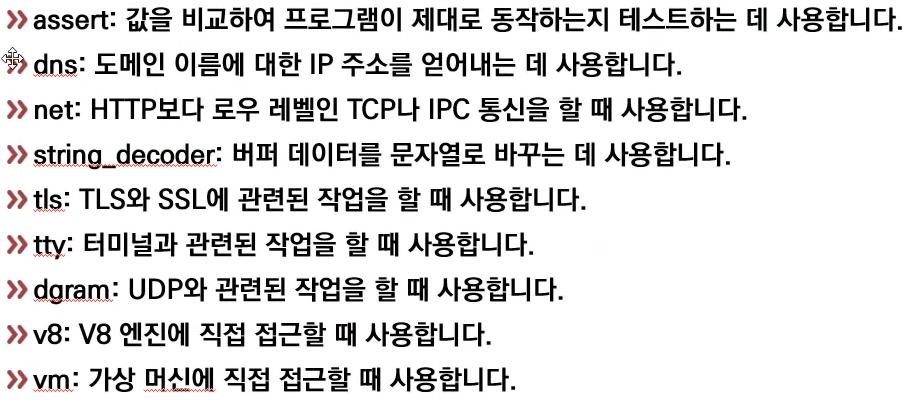 » assert: 값을 비교하여 프로그램이 제대로 동작하는지 테스트하는 데 사용합니다.
» dns: 도메인 이름에 대한 IP 주소를 얻어내는 데 사용합니다.
» net: HTTP보다 로우 레벨인 TCP나 IPC 통신을 할 때 사용합니다.
» string_decoder: 버퍼 데이터를 문자열로 바꾸는 데 사용합니다.
» tls: TLS와 SSL에 관련된 작업을 할 때 사용합니다.
» tty: 터미널과 관련된 작업을 할 때 사용합니다.
» dgram: UDP와 관련된 작업을 할 때 사용합니다.
» v8: V8 엔진에 직접 접근할 때 사용합니다.
» vm: 가상 머신에 직접 접근할 때 사용합니다.